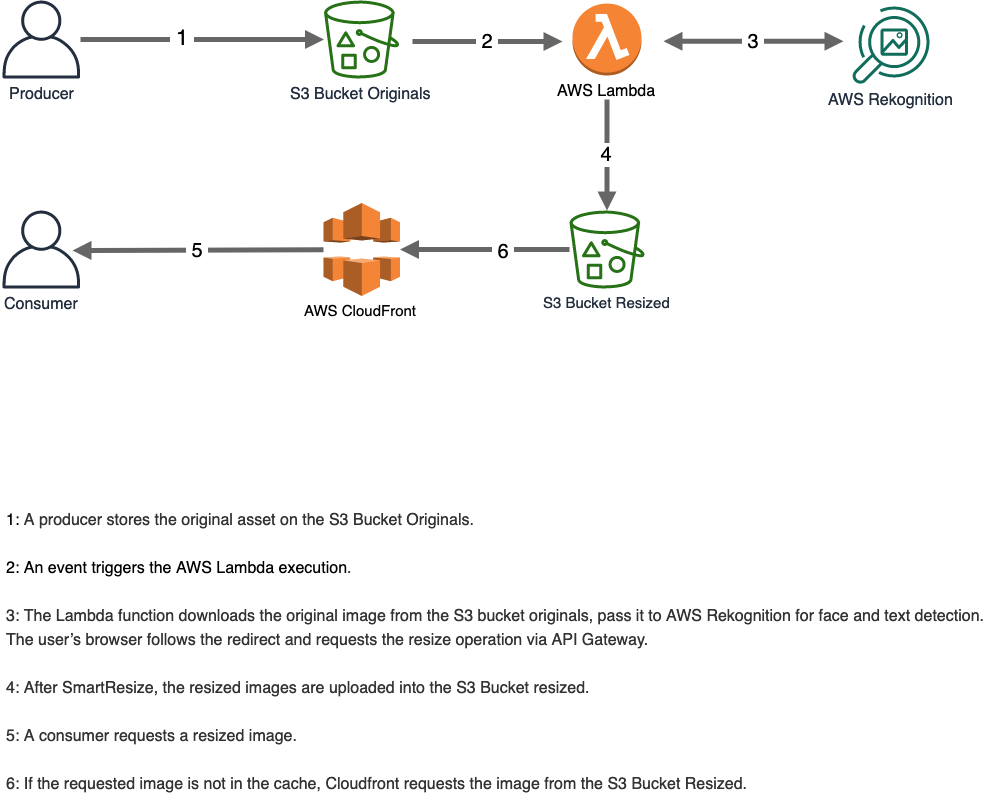 1
2
3
Producer
S3 Bucket Originals
AWS Lambda
AWS Rekognition
4
5
6
Consumer
AWS CloudFront
S3 Bucket Resized
1: A producer stores the original asset on the S3 Bucket Originals.
2: An event triggers the AWS Lambda execution.
3: The Lambda function downloads the original image from the S3 bucket originals, pass it to AWS Rekognition for face and text detection.
The user’s browser follows the redirect and requests the resize operation via API Gateway.
4: After SmartResize, the resized images are uploaded into the S3 Bucket resized.
5: A consumer requests a resized image.
6: If the requested image is not in the cache, Cloudfront requests the image from the S3 Bucket Resized.